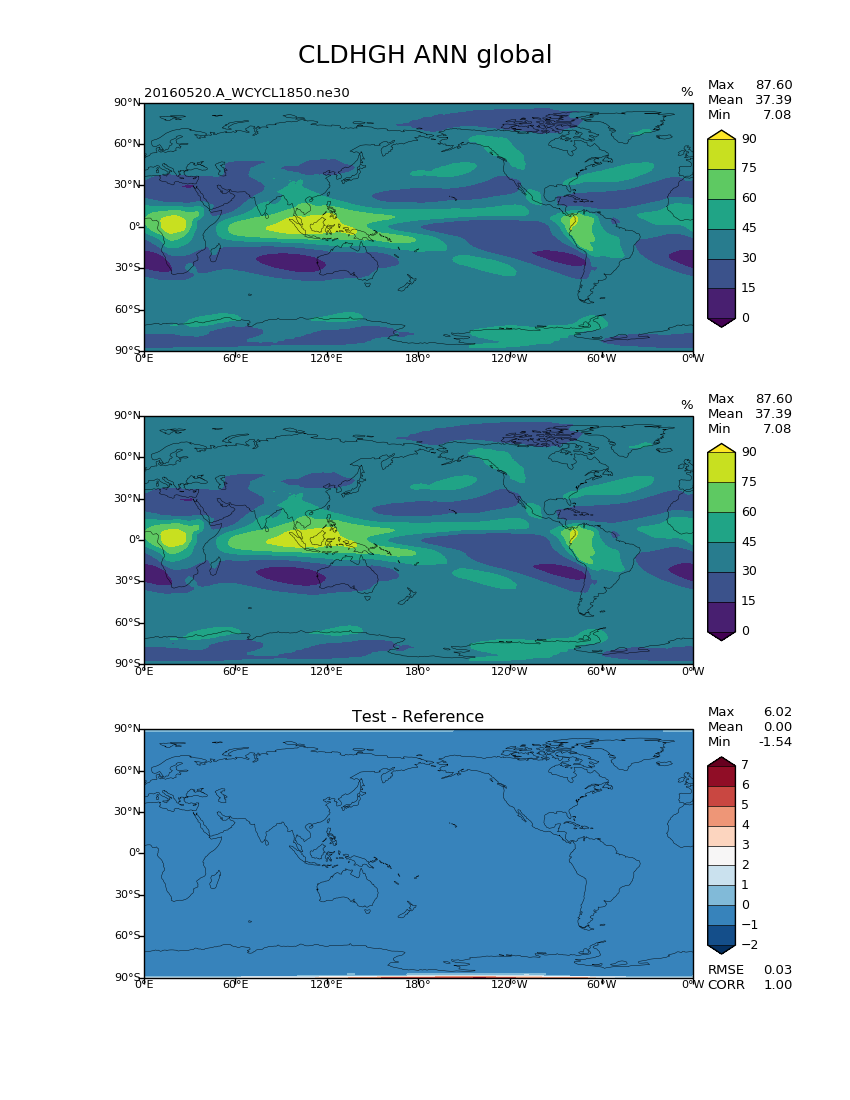 CLDHGH ANN global
20160520.A_WCYCL1850.ne30
%
Max 87.60
Mean 37.39
Min 7.08
90°N
60°N
30°N
0°
30°S
60°S
90°S
0°E 60°E 120°E 180° 120°W 60°W 0°W
90
75
60
45
30
15
0
%
Max 87.60
Mean 37.39
Min 7.08
90°N
60°N
30°N
0°
30°S
60°S
90°S
0°E 60°E 120°E 180° 120°W 60°W 0°W
90
75
60
45
30
15
0
Test - Reference
Max 6.02
Mean 0.00
Min -1.54
90°N
60°N
30°N
0°
30°S
60°S
90°S
0°E 60°E 120°E 180° 120°W 60°W 0°W
7
6
5
4
3
2
1
0
−1
−2
RMSE 0.03
CORR 1.00